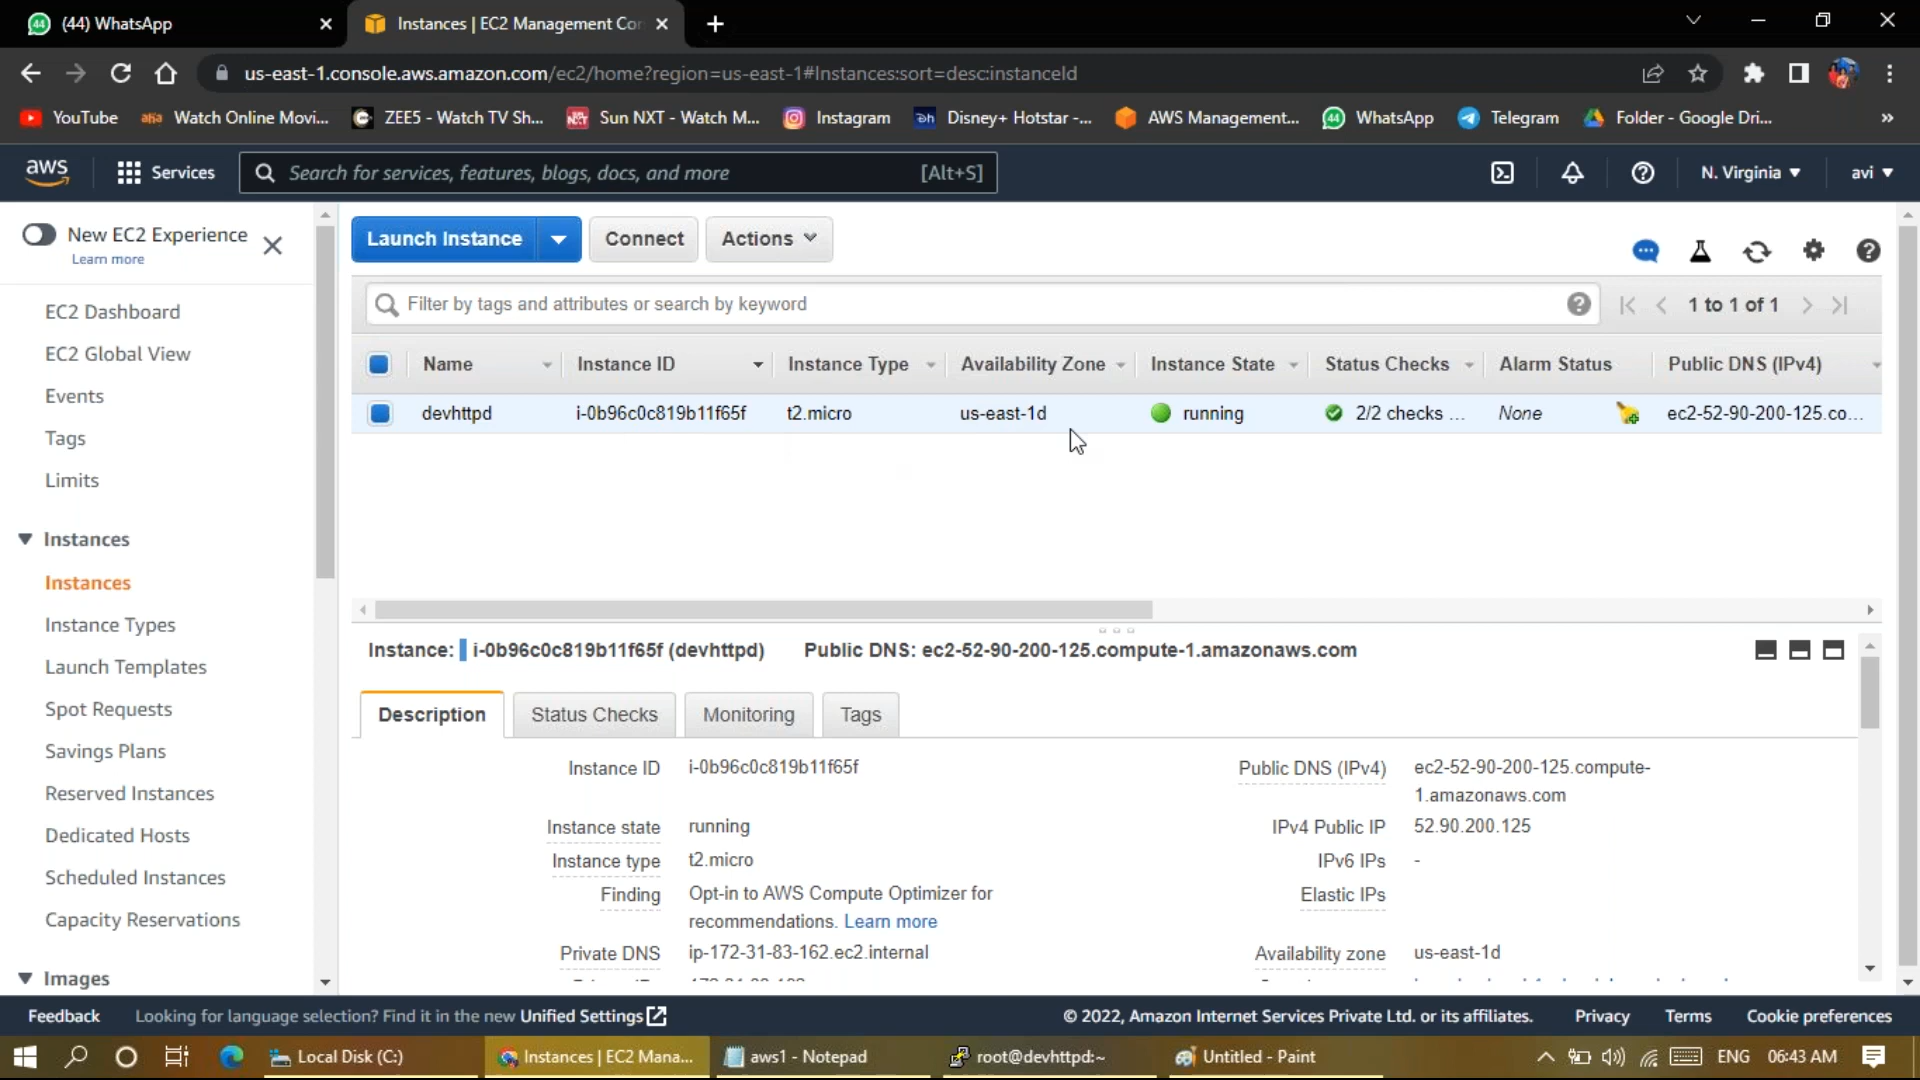 (44) WhatsApp
Instances | EC2 Management Con
us-east-1.console.aws.amazon.com/ec2/home?region=us-east-1#Instances:sort=desc:instanceId
YouTube
aha Watch Online Movi...
ZEE5 - Watch TV Sh...
Sun NXT - Watch M...
Instagram
Disney+ Hotstar -...
AWS Management...
WhatsApp
Telegram
Folder - Google Dri...
»
aws
Services
Search for services, features, blogs, docs, and more [Alt+S]
N. Virginia
avi
New EC2 Experience
Learn more
EC2 Dashboard
EC2 Global View
Events
Tags
Limits
Instances
Instances
Instance Types
Launch Templates
Spot Requests
Savings Plans
Reserved Instances
Dedicated Hosts
Scheduled Instances
Capacity Reservations
Images
Launch Instance
Connect
Actions
Filter by tags and attributes or search by keyword
1 to 1 of 1
Name Instance ID Instance Type Availability Zone Instance State Status Checks Alarm Status Public DNS (IPv4)
devhttpd i-0b96c0c819b11f65f t2.micro us-east-1d running 2/2 checks ... None ec2-52-90-200-125.co...
Instance: i-0b96c0c819b11f65f (devhttpd) Public DNS: ec2-52-90-200-125.compute-1.amazonaws.com
Description Status Checks Monitoring Tags
Instance ID i-0b96c0c819b11f65f
Instance state running
Instance type t2.micro
Finding Opt-in to AWS Compute Optimizer for
recommendations. Learn more
Private DNS ip-172-31-83-162.ec2.internal
Public DNS (IPv4) ec2-52-90-200-125.compute-
1.amazonaws.com
IPv4 Public IP 52.90.200.125
IPv6 IPs -
Elastic IPs
Availability zone us-east-1d
Feedback
Looking for language selection? Find it in the new Unified Settings
© 2022, Amazon Internet Services Private Ltd. or its affiliates.
Privacy
Terms
Cookie preferences
Local Disk (C:)
Instances | EC2 Mana...
aws1 - Notepad
root@devhttpd:~
Untitled - Paint
ENG
06:43 AM